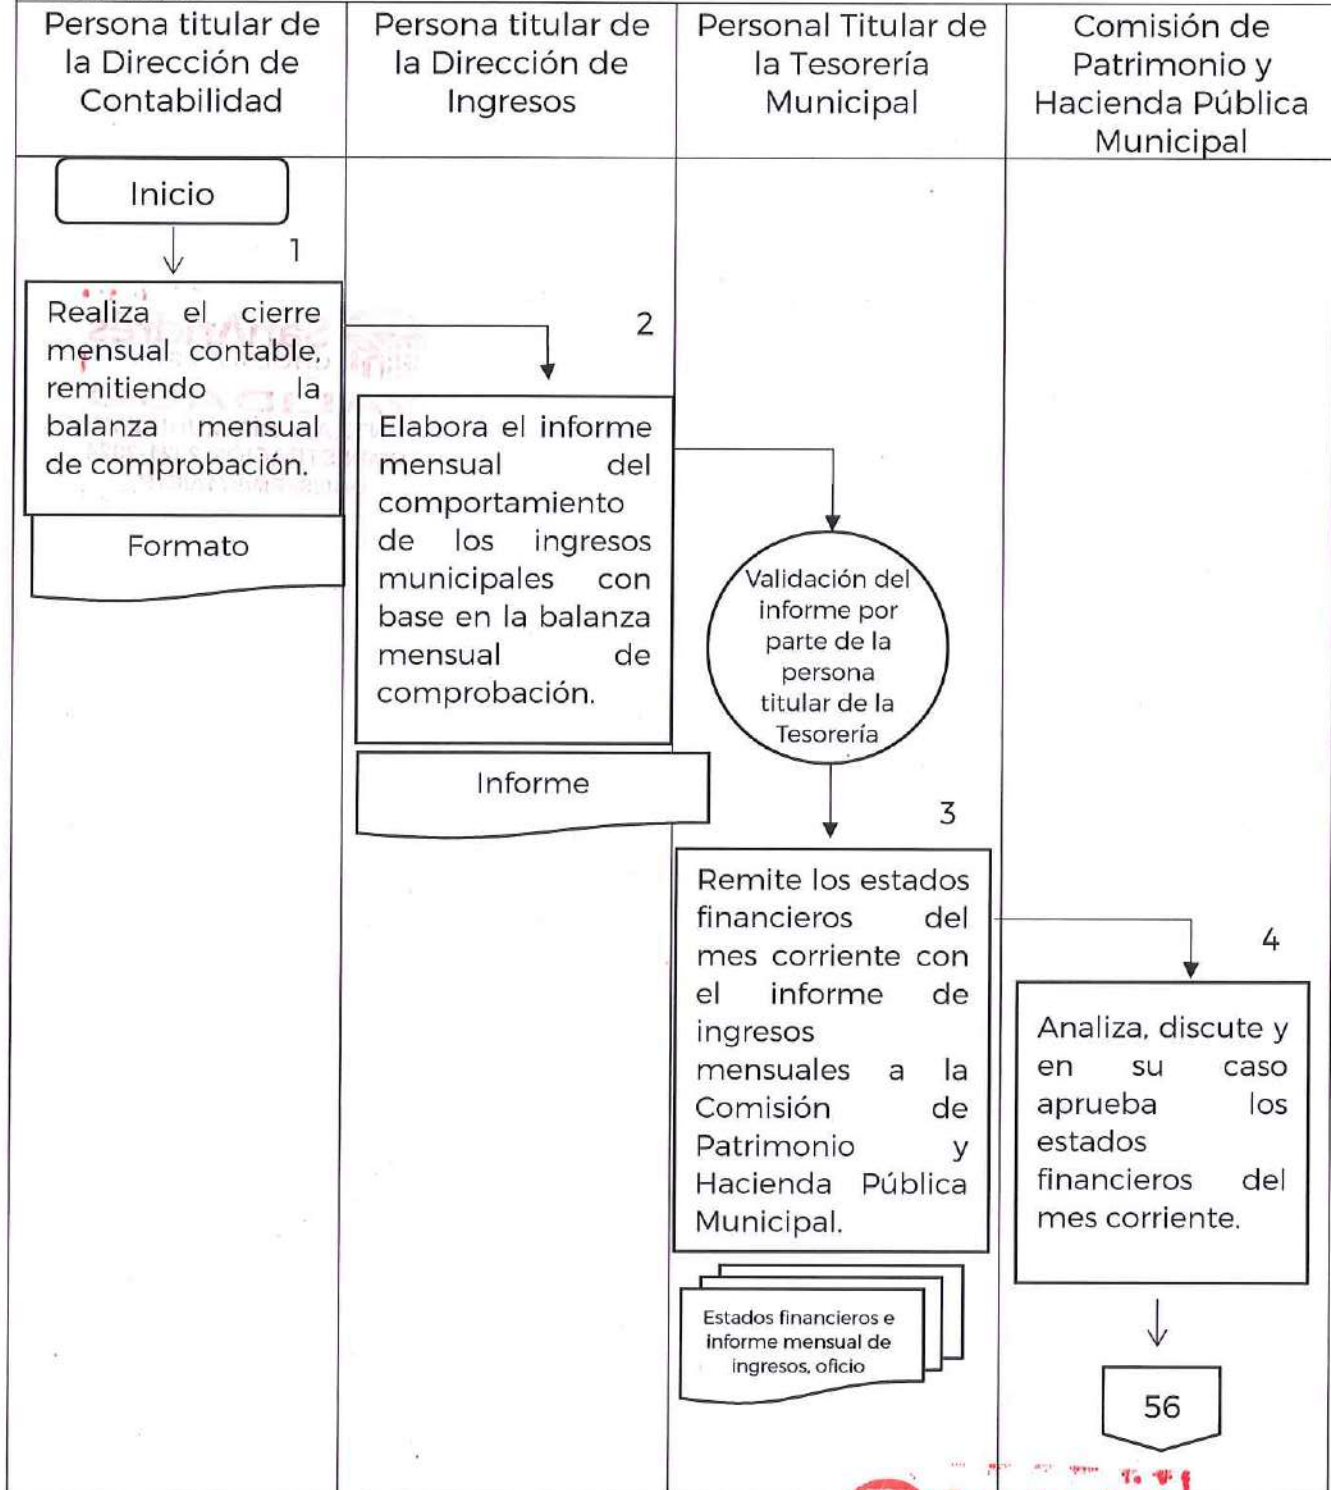 Persona titular de
la Dirección de
Contabilidad
Persona titular de
la Dirección de
Ingresos
Personal Titular de
la Tesorería
Municipal
Comisión de
Patrimonio y
Hacienda Pública
Municipal
Inicio
1
Realiza el cierre
mensual contable,
remitiendo la
balanza mensual
de comprobación.
Formato
2
Elabora el informe
mensual del
comportamiento
de los ingresos
municipales con
base en la balanza
mensual de
comprobación.
Informe
Validación del
informe por
parte de la
persona
titular de la
Tesorería
3
Remite los estados
financieros del
mes corriente con
el informe de
ingresos
mensuales a la
Comisión de
Patrimonio y
Hacienda Pública
Municipal.
Estados financieros e
informe mensual de
ingresos, oficio
4
Analiza, discute y
en su caso
aprueba los
estados
financieros del
mes corriente.
56